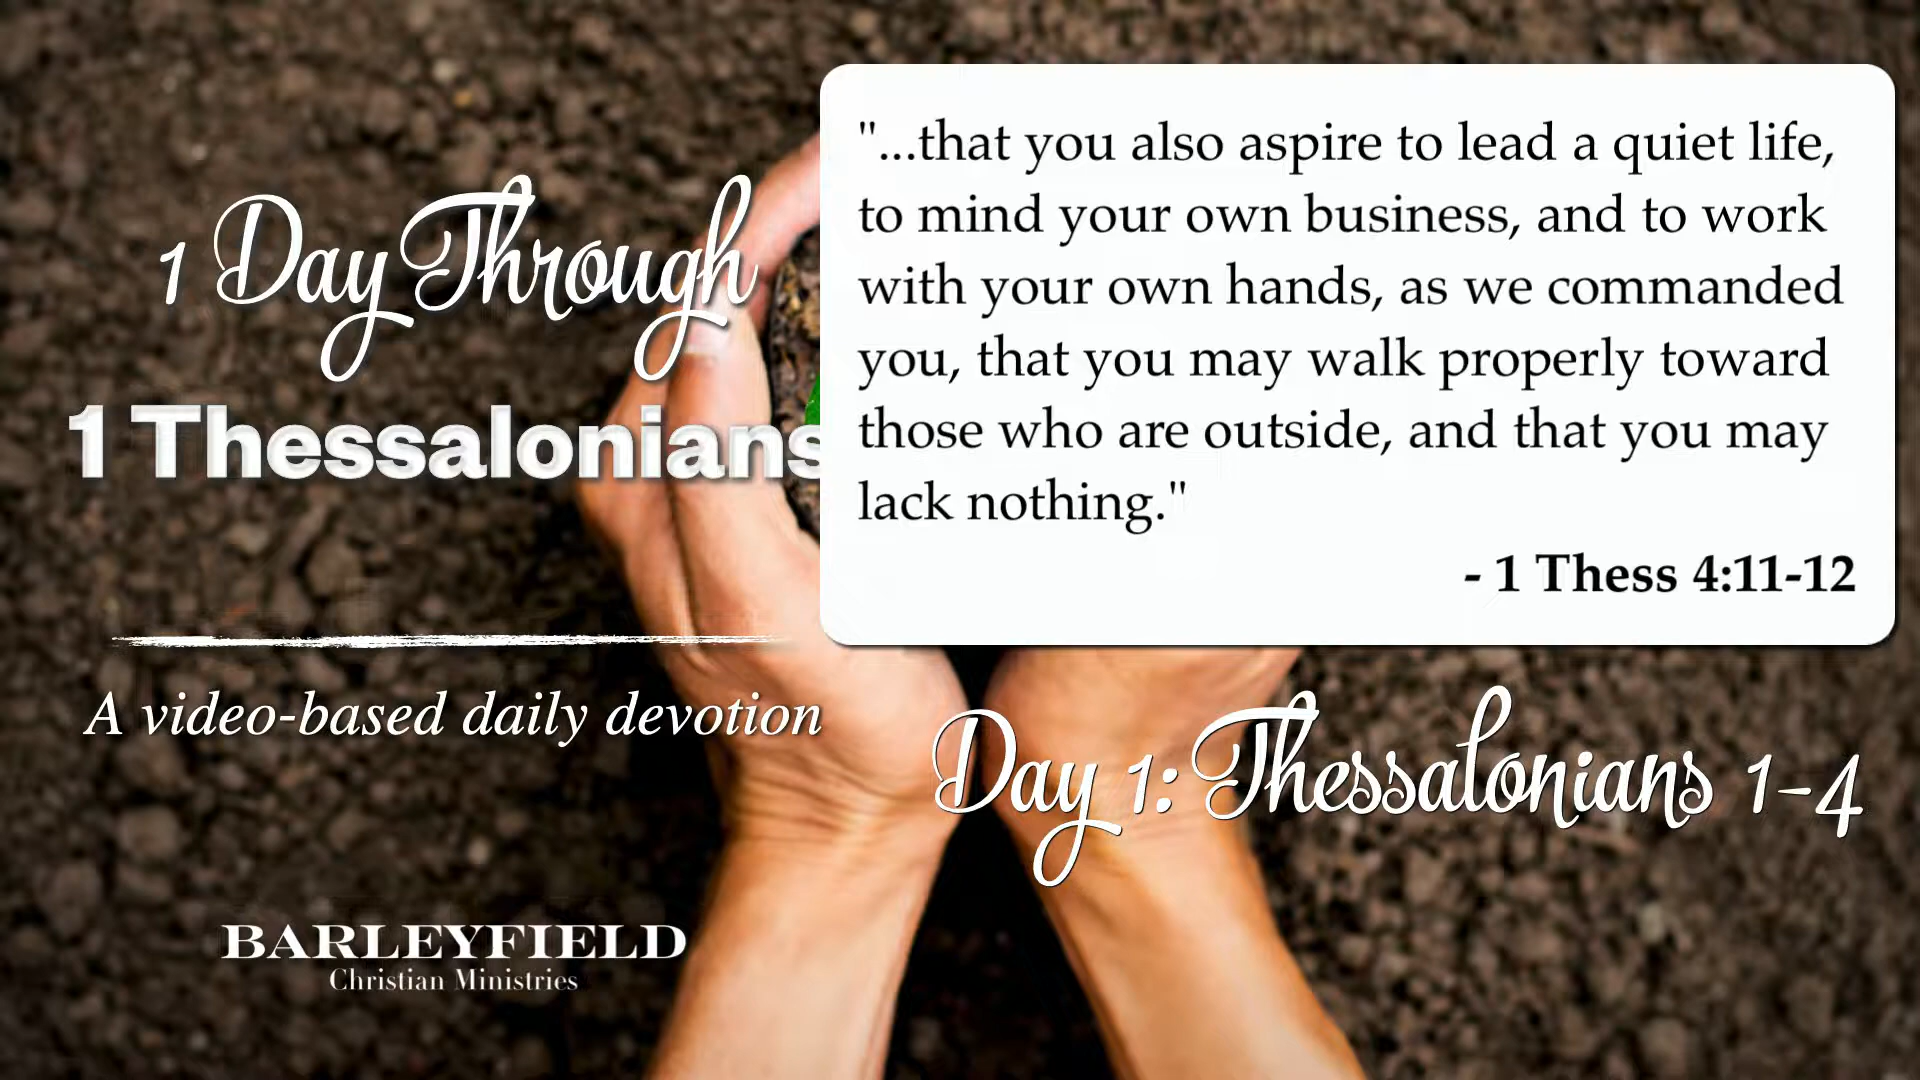 1 Day Through
1 Thessalonians
A video-based daily devotion
BARLEYFIELD
Christian Ministries
"...that you also aspire to lead a quiet life,
to mind your own business, and to work
with your own hands, as we commanded
you, that you may walk properly toward
those who are outside, and that you may
lack nothing."
- 1 Thess 4:11-12
Day 1: Thessalonians 1-4